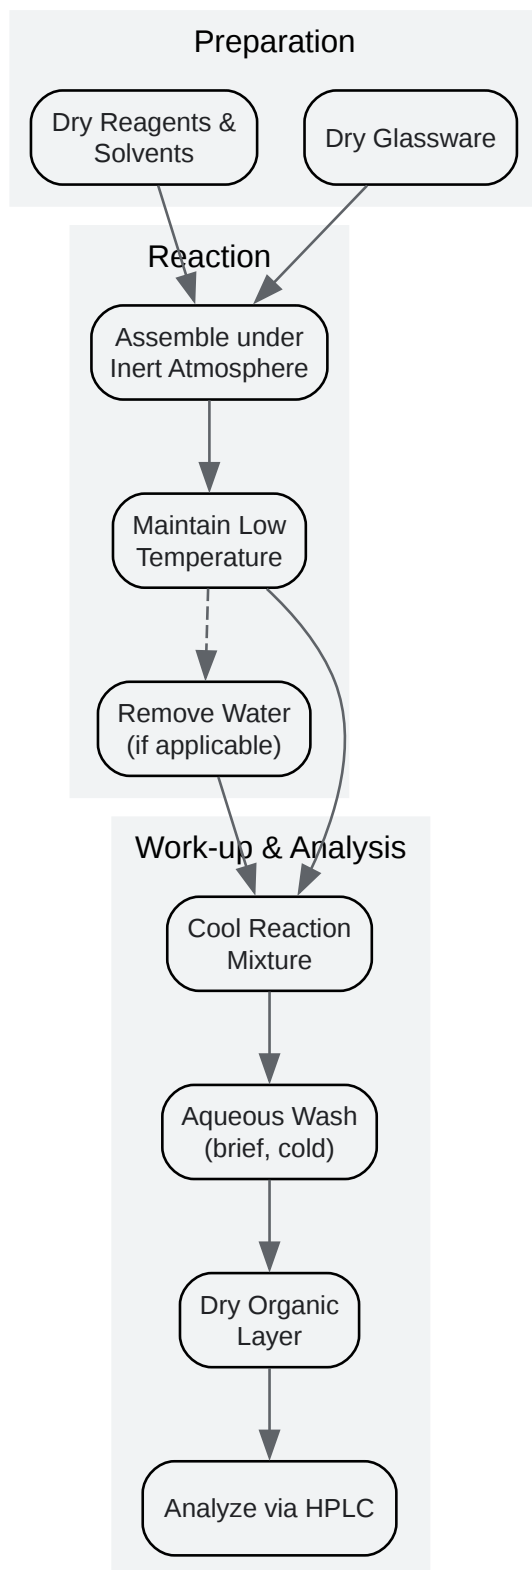 Preparation
Dry Reagents &
Solvents
Dry Glassware
Reaction
Assemble under
Inert Atmosphere
Maintain Low
Temperature
Remove Water
(if applicable)
Work-up & Analysis
Cool Reaction
Mixture
Aqueous Wash
(brief, cold)
Dry Organic
Layer
Analyze via HPLC